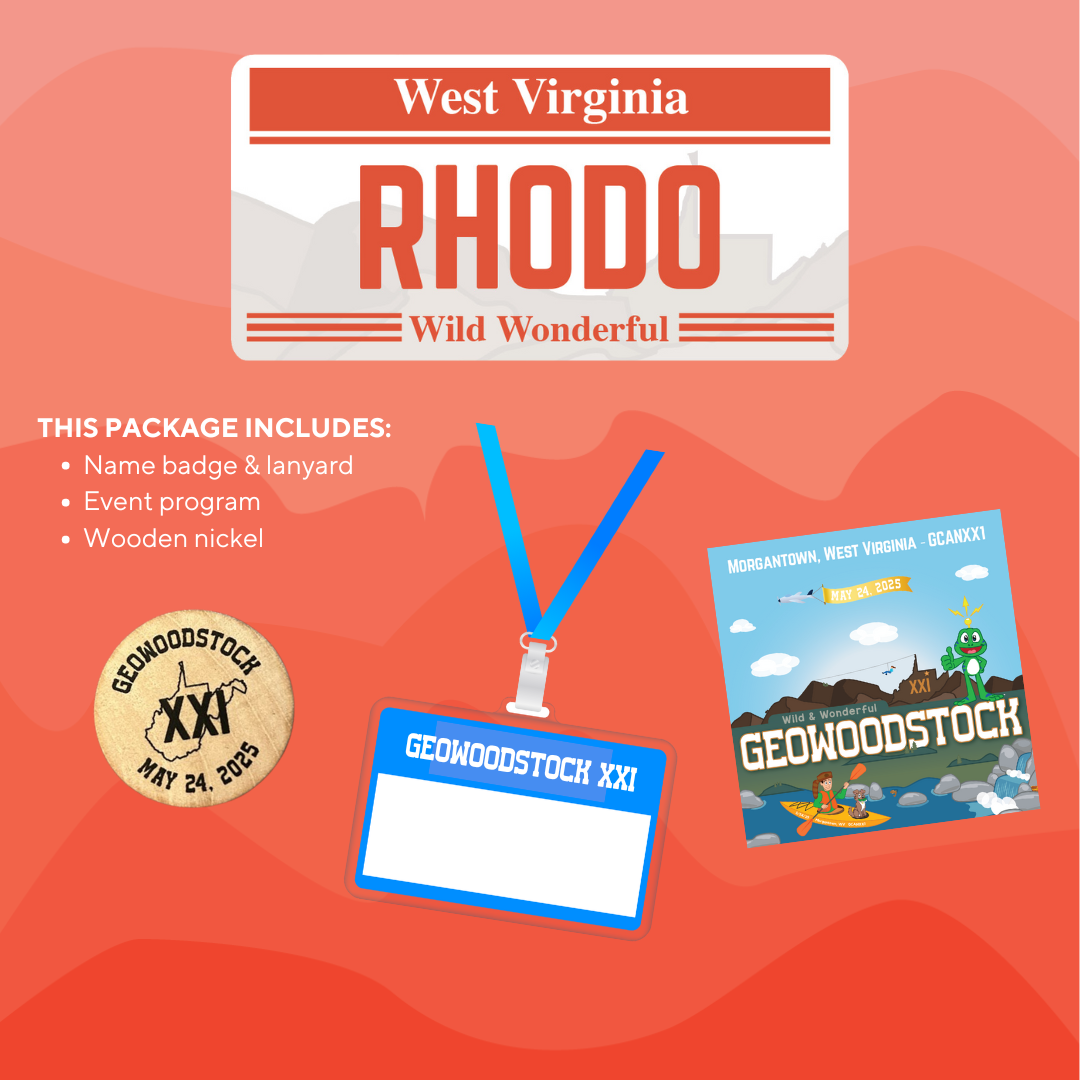 West Virginia
RHODO
Wild Wonderful
THIS PACKAGE INCLUDES:
• Name badge & lanyard
• Event program
• Wooden nickel
GEOWOODSTOCK
XXI
MAY 24, 2025
GEOWOODSTOCK XXI
MORGANTOWN, WEST VIRGINIA - GCANXX1
MAY 24, 2025
XXI
Wild & Wonderful
GEOWOODSTOCK